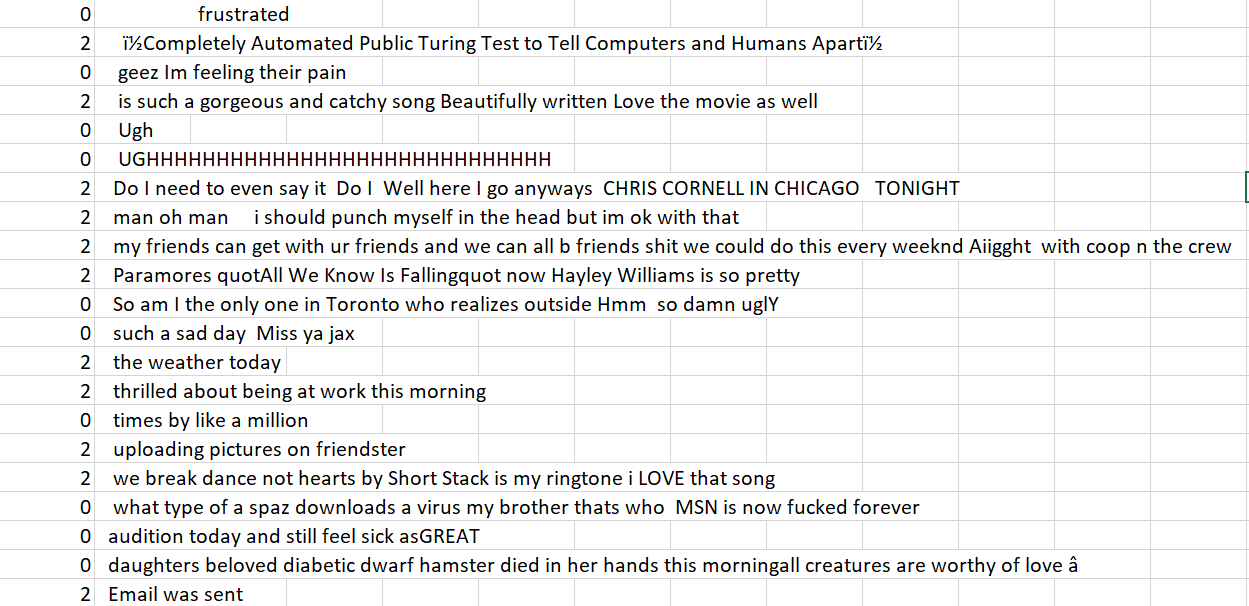 0 frustrated
2 ï½Completely Automated Public Turing Test to Tell Computers and Humans Apartï½
0 geez Im feeling their pain
2 is such a gorgeous and catchy song Beautifully written Love the movie as well
0 Ugh
0 UGHHHHHHHHHHHHHHHHHHHHHHHHHHHHH
2 Do I need to even say it  Do I  Well here I go anyways  CHRIS CORNELL IN CHICAGO   TONIGHT
2 man oh man     i should punch myself in the head but im ok with that
2 my friends can get with ur friends and we can all b friends shit we could do this every weeknd Aiigght  with coop n the crew
2 Paramores quotAll We Know Is Fallingquot now Hayley Williams is so pretty
0 So am I the only one in Toronto who realizes outside Hmm  so damn uglY
0 such a sad day  Miss ya jax
2 the weather today
2 thrilled about being at work this morning
0 times by like a million
2 uploading pictures on friendster
2 we break dance not hearts by Short Stack is my ringtone i LOVE that song
0 what type of a spaz downloads a virus my brother thats who  MSN is now fucked forever
0 audition today and still feel sick asGREAT
0 daughters beloved diabetic dwarf hamster died in her hands this morningall creatures are worthy of love â
2 Email was sent